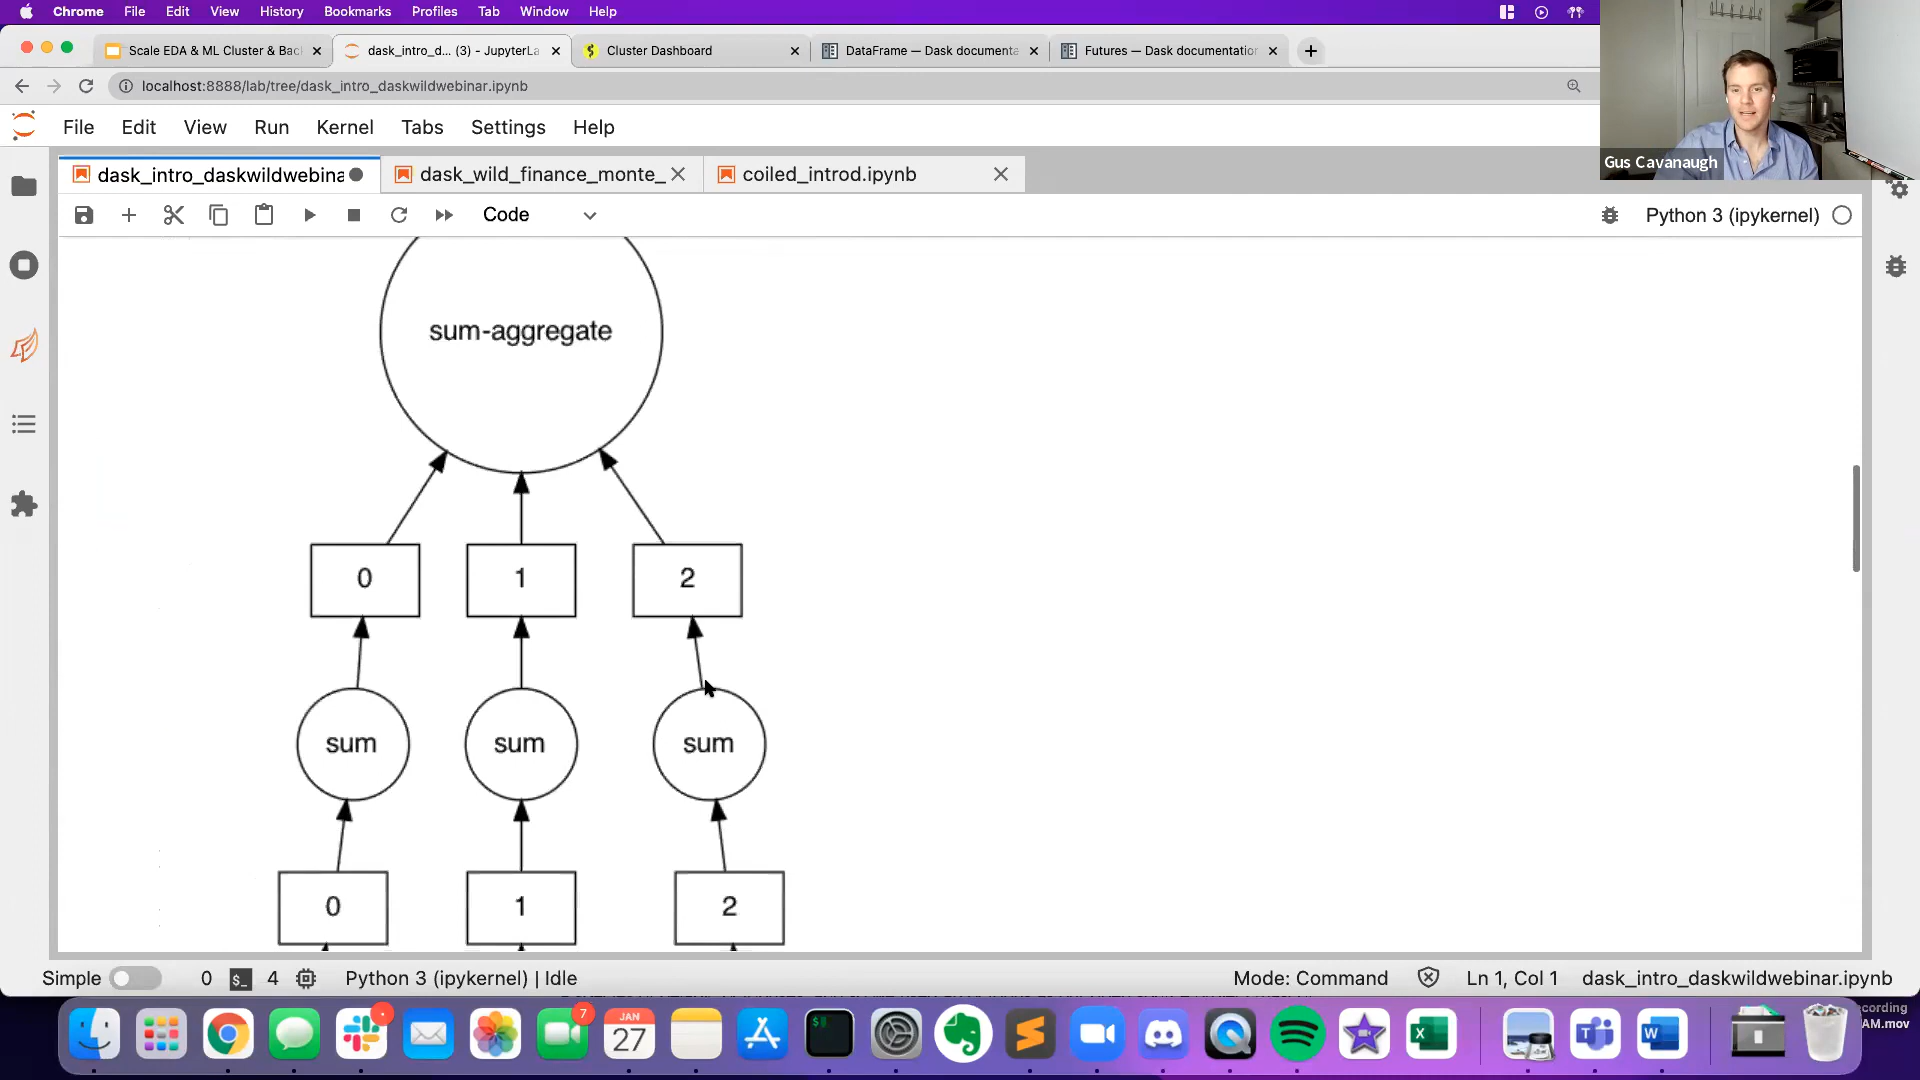 Chrome File Edit View History Bookmarks Profiles Tab Window Help
Scale EDA & ML Cluster & Bac
dask_intro_d... (3) - JupyterLa
Cluster Dashboard
DataFrame — Dask documenta
Futures — Dask documentation
localhost:8888/lab/tree/dask_intro_daskwildwebinar.ipynb
Gus Cavanaugh
File Edit View Run Kernel Tabs Settings Help
dask_intro_daskwildwebina
dask_wild_finance_monte_
coiled_introd.ipynb
Code
Python 3 (ipykernel)
sum-aggregate
0 1 2
sum sum sum
0 1 2
Simple 0 $_ 4 Python 3 (ipykernel) | Idle Mode: Command Ln 1, Col 1 dask_intro_daskwildwebinar.ipynb
7
JAN
27
ecording
AM.mov